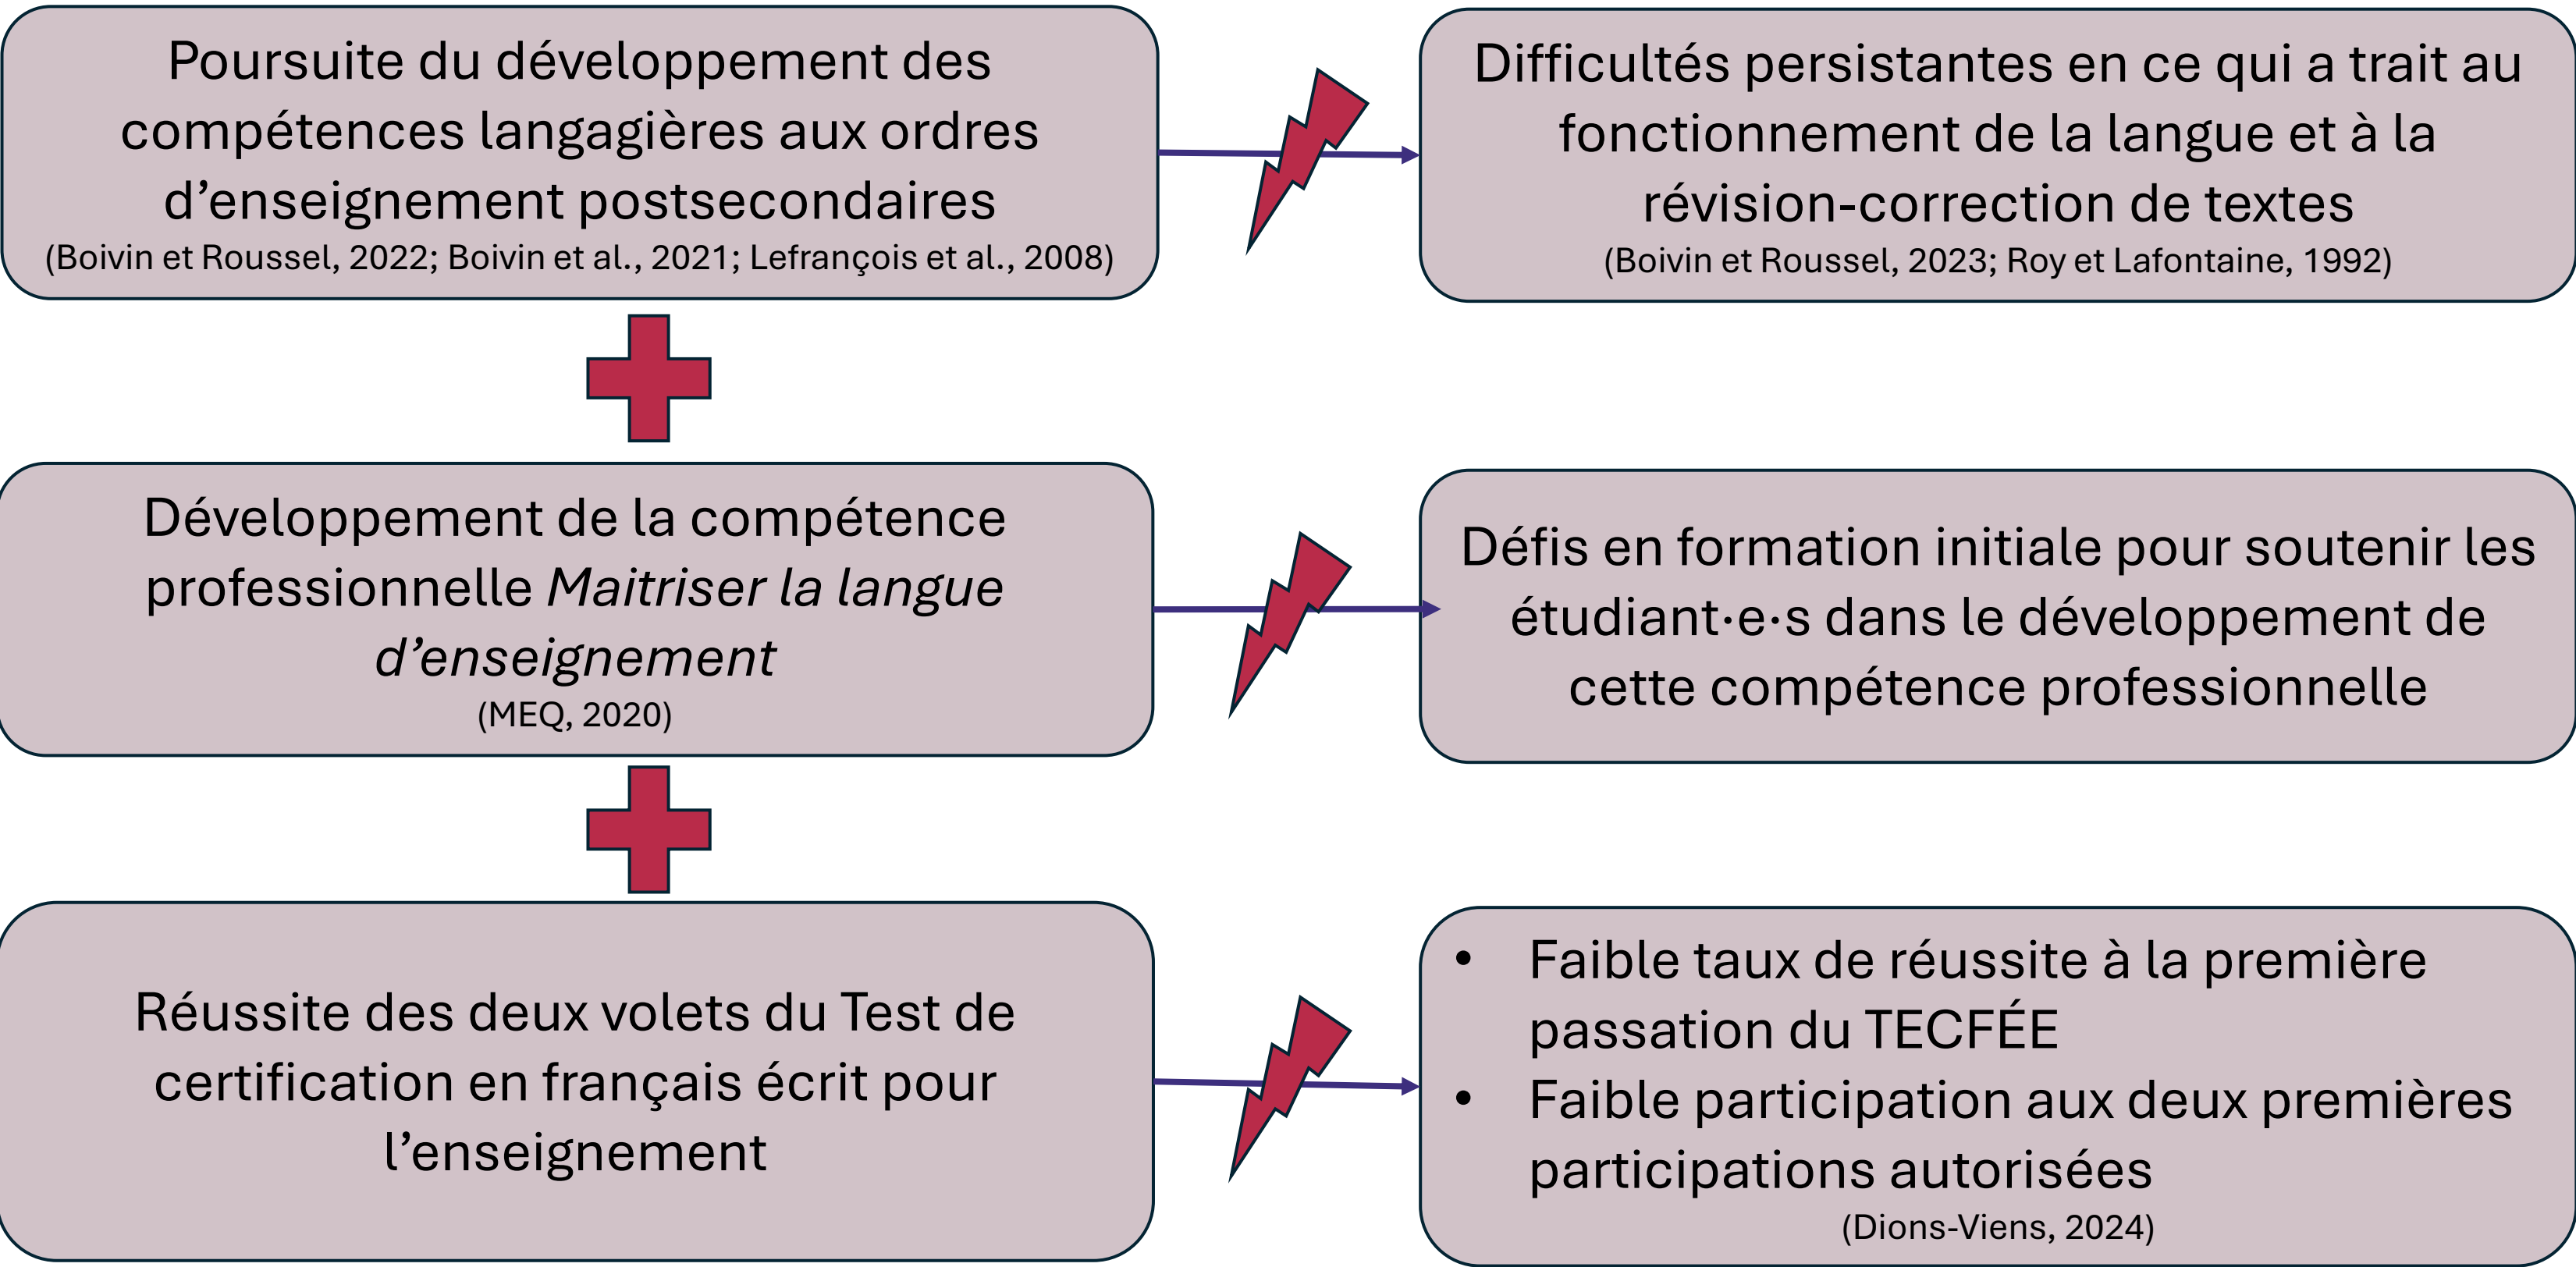 Poursuite du développement des
compétences langagières aux ordres
d’enseignement postsecondaires
(Boivin et Roussel, 2022; Boivin et al., 2021; Lefrançois et al., 2008)
Difficultés persistantes en ce qui a trait au
fonctionnement de la langue et à la
révision-correction de textes
(Boivin et Roussel, 2023; Roy et Lafontaine, 1992)
Développement de la compétence
professionnelle Maitriser la langue
d’enseignement
(MEQ, 2020)
Défis en formation initiale pour soutenir les
étudiant·e·s dans le développement de
cette compétence professionnelle
Réussite des deux volets du Test de
certification en français écrit pour
l’enseignement
• Faible taux de réussite à la première
passation du TECFÉE
• Faible participation aux deux premières
participations autorisées
(Dions-Viens, 2024)